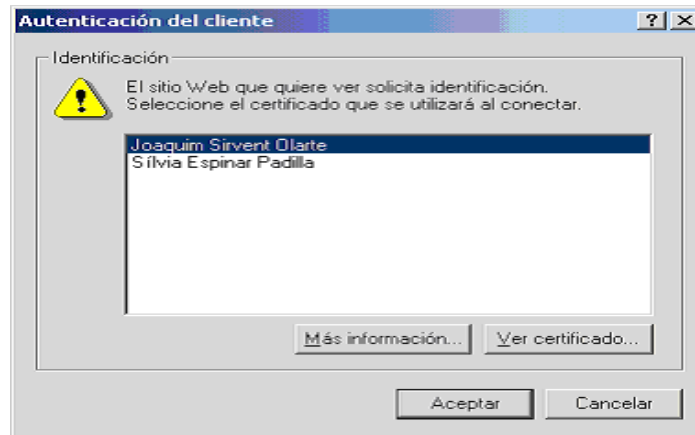 Autenticación del cliente
Identificación
El sitio Web que quiere ver solicita identificación.
Seleccione el certificado que se utilizará al conectar.
Joaquim Sirvent Olarte
Sílvia Espinar Padilla
Más información... Ver certificado...
Aceptar Cancelar